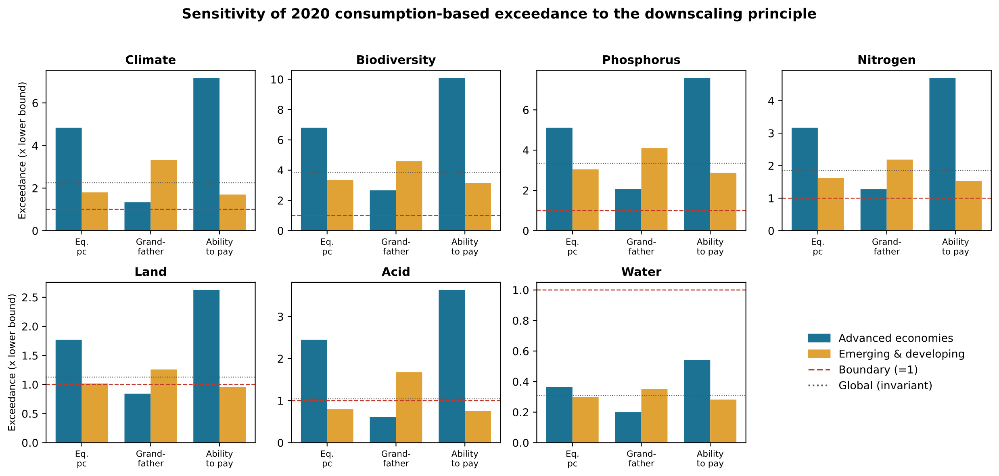 Sensitivity of 2020 consumption-based exceedance to the downscaling principle
Climate
Exceedance (x lower bound)
6
4
2
0
Eq.
pc
Grand-
father
Ability
to pay
Biodiversity
10
8
6
4
2
0
Eq.
pc
Grand-
father
Ability
to pay
Phosphorus
6
4
2
0
Eq.
pc
Grand-
father
Ability
to pay
Nitrogen
4
3
2
1
0
Eq.
pc
Grand-
father
Ability
to pay
Land
Exceedance (x lower bound)
2.5
2.0
1.5
1.0
0.5
0.0
Eq.
pc
Grand-
father
Ability
to pay
Acid
3
2
1
0
Eq.
pc
Grand-
father
Ability
to pay
Water
1.0
0.8
0.6
0.4
0.2
0.0
Eq.
pc
Grand-
father
Ability
to pay
Advanced economies
Emerging & developing
Boundary (=1)
Global (invariant)